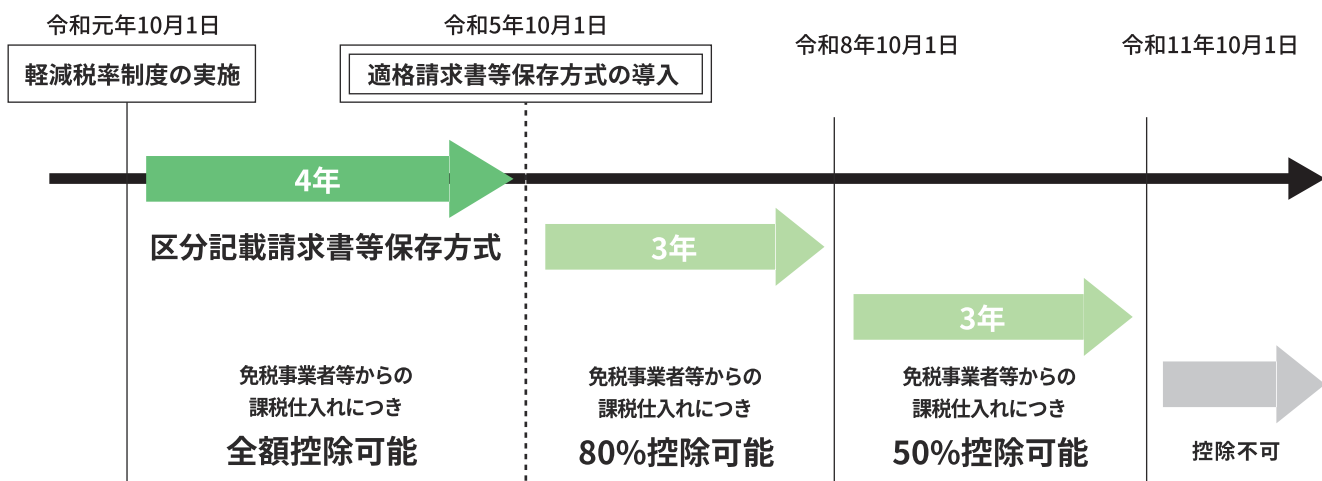 令和元年10月1日
軽減税率制度の実施
令和5年10月1日
適格請求書等保存方式の導入
令和8年10月1日
令和11年10月1日
4年
区分記載請求書等保存方式
3年
3年
免税事業者等からの
課税仕入れにつき
全額控除可能
免税事業者等からの
課税仕入れにつき
80%控除可能
免税事業者等からの
課税仕入れにつき
50%控除可能
控除不可